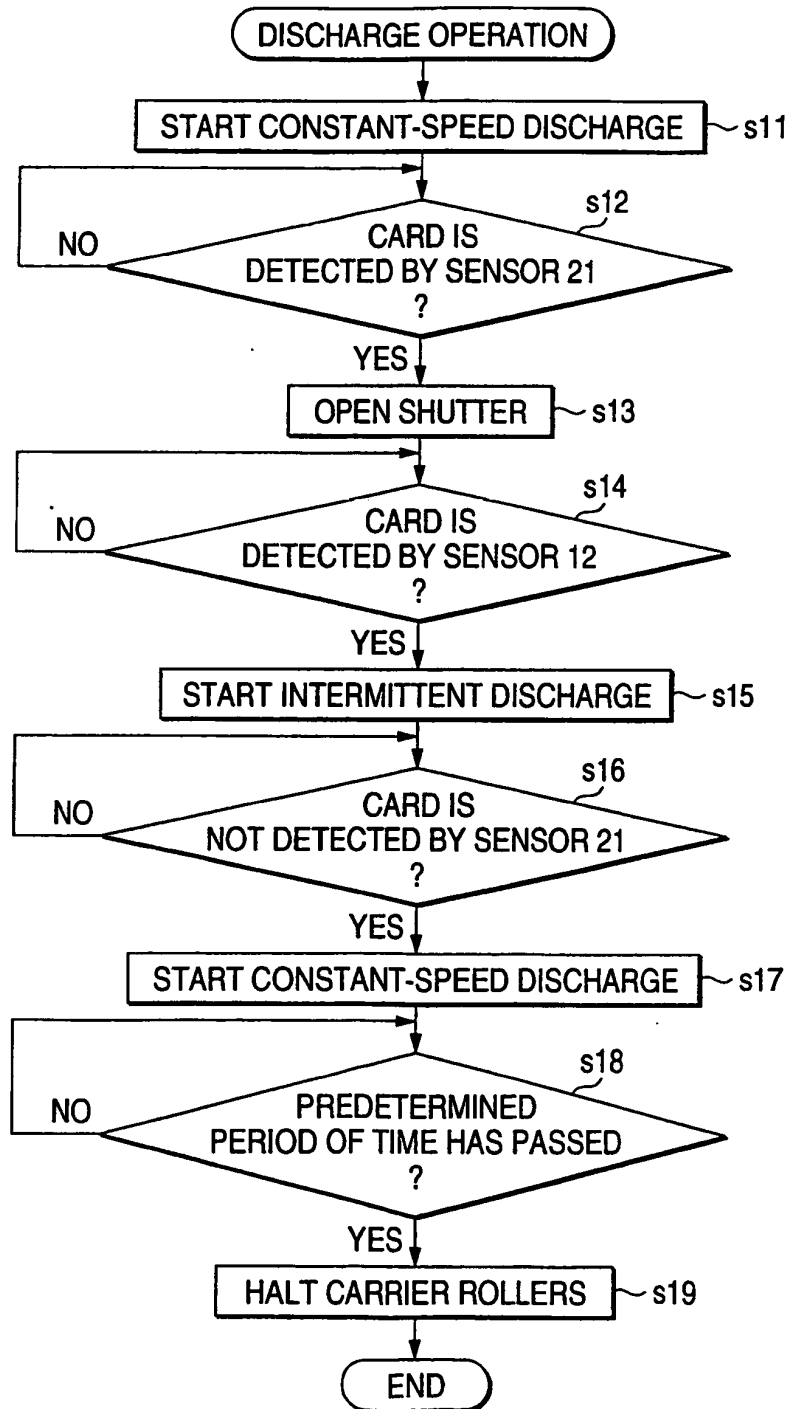 DISCHARGE OPERATION
START CONSTANT-SPEED DISCHARGE s11
s12
CARD IS
DETECTED BY SENSOR 21
?
NO
YES
OPEN SHUTTER s13
s14
CARD IS
DETECTED BY SENSOR 12
?
NO
YES
START INTERMITTENT DISCHARGE s15
s16
CARD IS
NOT DETECTED BY SENSOR 21
?
NO
YES
START CONSTANT-SPEED DISCHARGE s17
s18
PREDETERMINED
PERIOD OF TIME HAS PASSED
?
NO
YES
HALT CARRIER ROLLERS s19
END